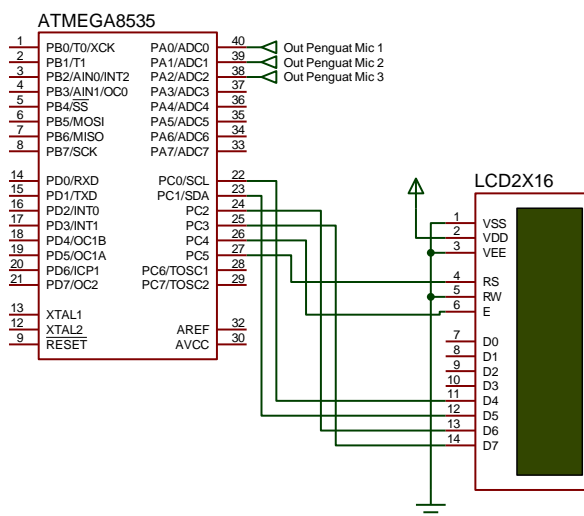 ATMEGA8535
1 PB0/T0/XCK PA0/ADC0 40 Out Penguat Mic 1
2 PB1/T1 PA1/ADC1 39 Out Penguat Mic 2
3 PB2/AIN0/INT2 PA2/ADC2 38 Out Penguat Mic 3
4 PB3/AIN1/OC0 PA3/ADC3 37
5 PB4/SS PA4/ADC4 36
6 PB5/MOSI PA5/ADC5 35
7 PB6/MISO PA6/ADC6 34
8 PB7/SCK PA7/ADC7 33
14 PD0/RXD PC0/SCL 22
15 PD1/TXD PC1/SDA 23
16 PD2/INT0 PC2 24
17 PD3/INT1 PC3 25
18 PD4/OC1B PC4 26
19 PD5/OC1A PC5 27
20 PD6/ICP1 PC6/TOSC1 28
21 PD7/OC2 PC7/TOSC2 29
13 XTAL1
12 XTAL2 AREF 32
9 RESET AVCC 30
LCD2X16
1 VSS
2 VDD
3 VEE
4 RS
5 RW
6 E
7 D0
8 D1
9 D2
10 D3
11 D4
12 D5
13 D6
14 D7